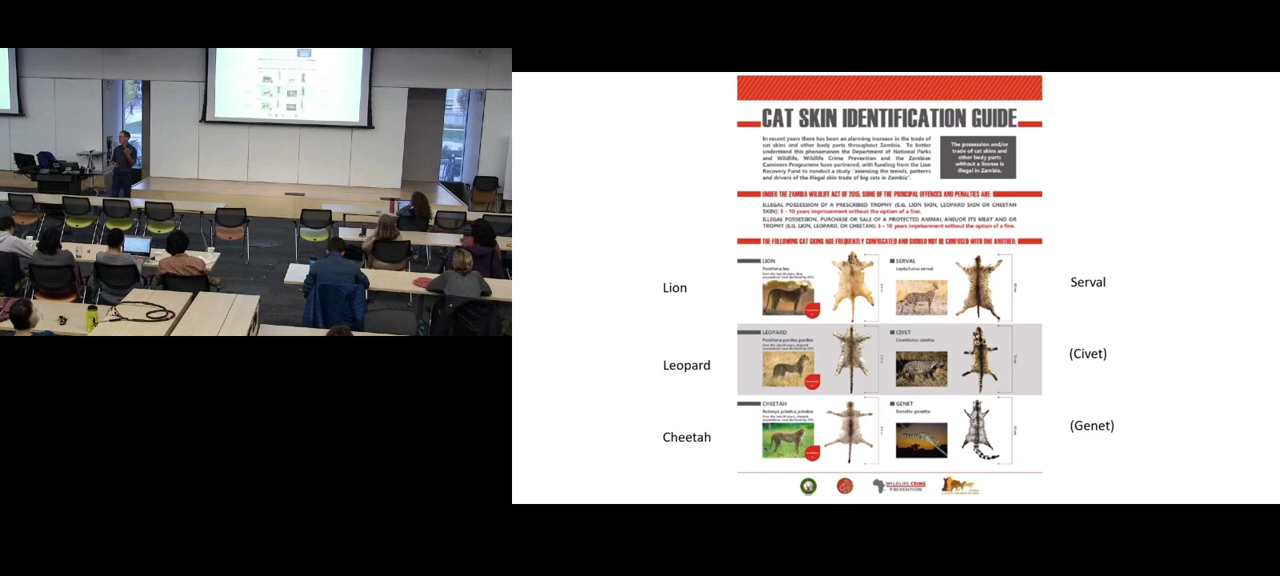 CAT SKIN IDENTIFICATION GUIDE
In recent years there has been an alarming increase in the trade of
cat skins and other body parts throughout Zambia. To better
understand this phenomenon the Department of National Parks
and Wildlife, Wildlife Crime Prevention and the Zambian
Carnivore Programme have partnered, with funding from the Lion
Recovery Fund to conduct a study "assessing the trends, patterns
and drivers of the illegal skin trade of big cats in Zambia".
The possession and/or
trade of cat skins and
other body parts
without a license is
illegal in Zambia.
UNDER THE ZAMBIA WILDLIFE ACT OF 2015, SOME OF THE PRINCIPAL OFFENCES AND PENALTIES ARE:
ILLEGAL POSSESSION OF A PRESCRIBED TROPHY (E.G. LION SKIN, LEOPARD SKIN OR CHEETAH
SKIN): 5 - 10 years imprisonment without the option of a fine.
ILLEGAL POSSESSION, PURCHASE OR SALE OF A PROTECTED ANIMAL AND/OR ITS MEAT AND OR
TROPHY (E.G. LION, LEOPARD, OR CHEETAH): 5 – 10 years imprisonment without the option of a fine.
THE FOLLOWING CAT SKINS ARE FREQUENTLY CONFISCATED AND SHOULD NOT BE CONFUSED WITH ONE ANOTHER:
LION
Panthera leo
SERVAL
Leptailurus serval
Lion
Serval
LEOPARD
Panthera pardus pardus
CIVET
Civettictis civetta
Leopard
(Civet)
CHEETAH
Acinonyx jubatus jubatus
GENET
Genetta genetta
Cheetah
(Genet)
WILDLIFE CRIME
PREVENTION